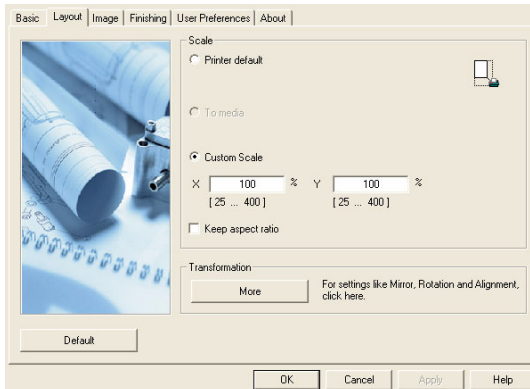 Basic Layout Image Finishing User Preferences About
Scale
Printer default
To media
Custom Scale
X 100 % Y 100 %
[ 25 ... 400 ] [ 25 ... 400 ]
Keep aspect ratio
Transformation
More
For settings like Mirror, Rotation and Alignment,
click here.
Default
OK Cancel Apply Help